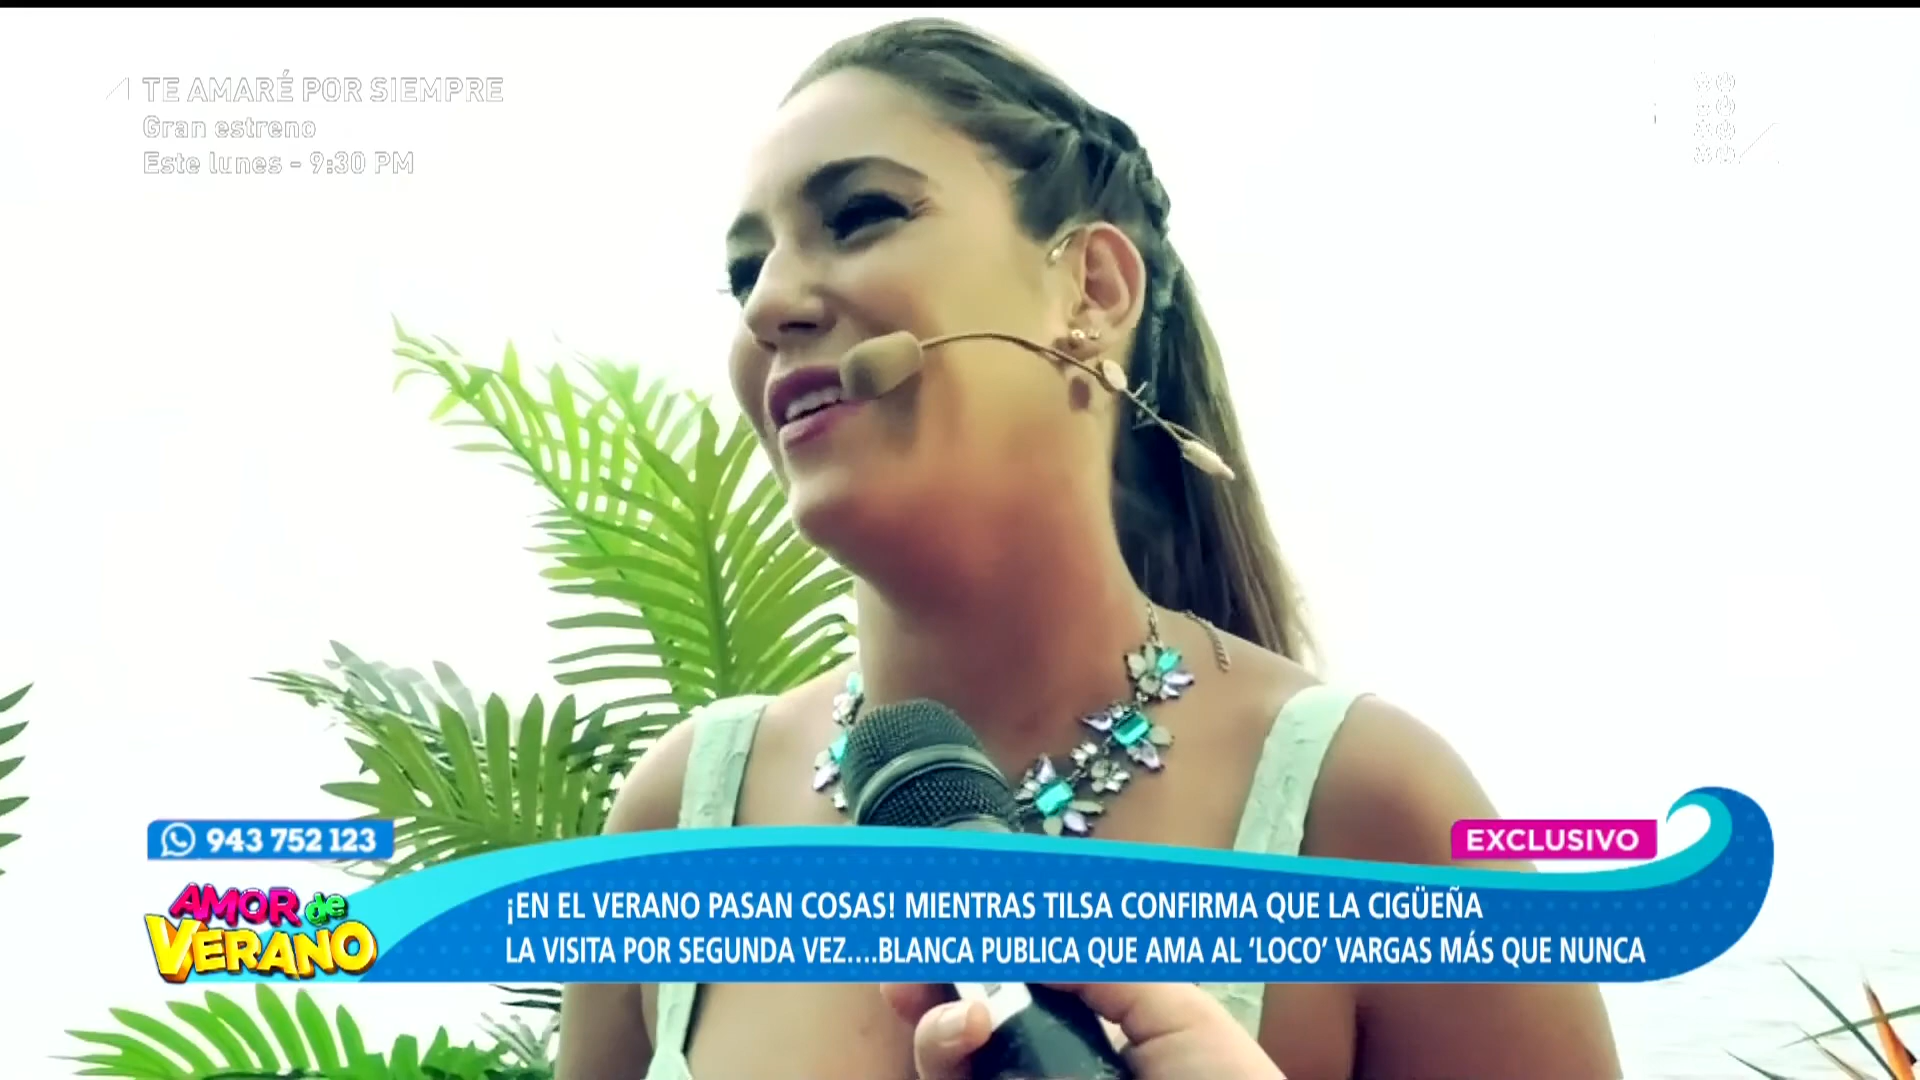 TE AMARÉ POR SIEMPRE
Gran estreno
Este lunes - 9:30 PM
943 752 123
EXCLUSIVO
AMOR de
VERANO
¡EN EL VERANO PASAN COSAS! MIENTRAS TILSA CONFIRMA QUE LA CIGÜEÑA
LA VISITA POR SEGUNDA VEZ....BLANCA PUBLICA QUE AMA AL ‘LOCO’ VARGAS MÁS QUE NUNCA